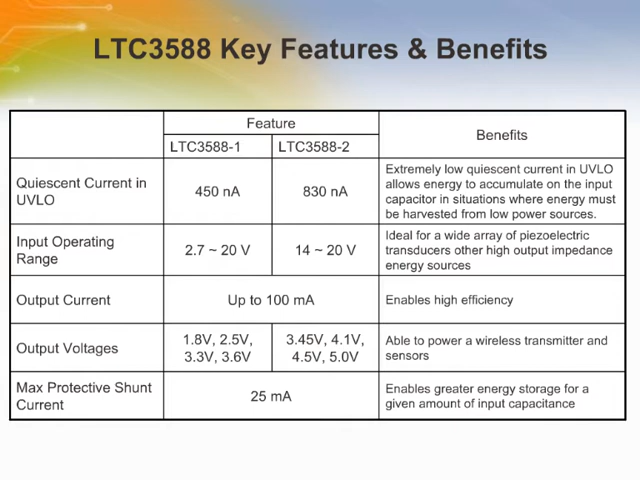 LTC3588 Key Features & Benefits
Feature
Benefits
LTC3588-1
LTC3588-2
Quiescent Current in
UVLO
450 nA
830 nA
Extremely low quiescent current in UVLO
allows energy to accumulate on the input
capacitor in situations where energy must
be harvested from low power sources.
Input Operating
Range
2.7 ~ 20 V
14 ~ 20 V
Ideal for a wide array of piezoelectric
transducers other high output impedance
energy sources
Output Current
Up to 100 mA
Enables high efficiency
Output Voltages
1.8V, 2.5V,
3.3V, 3.6V
3.45V, 4.1V,
4.5V, 5.0V
Able to power a wireless transmitter and
sensors
Max Protective Shunt
Current
25 mA
Enables greater energy storage for a
given amount of input capacitance